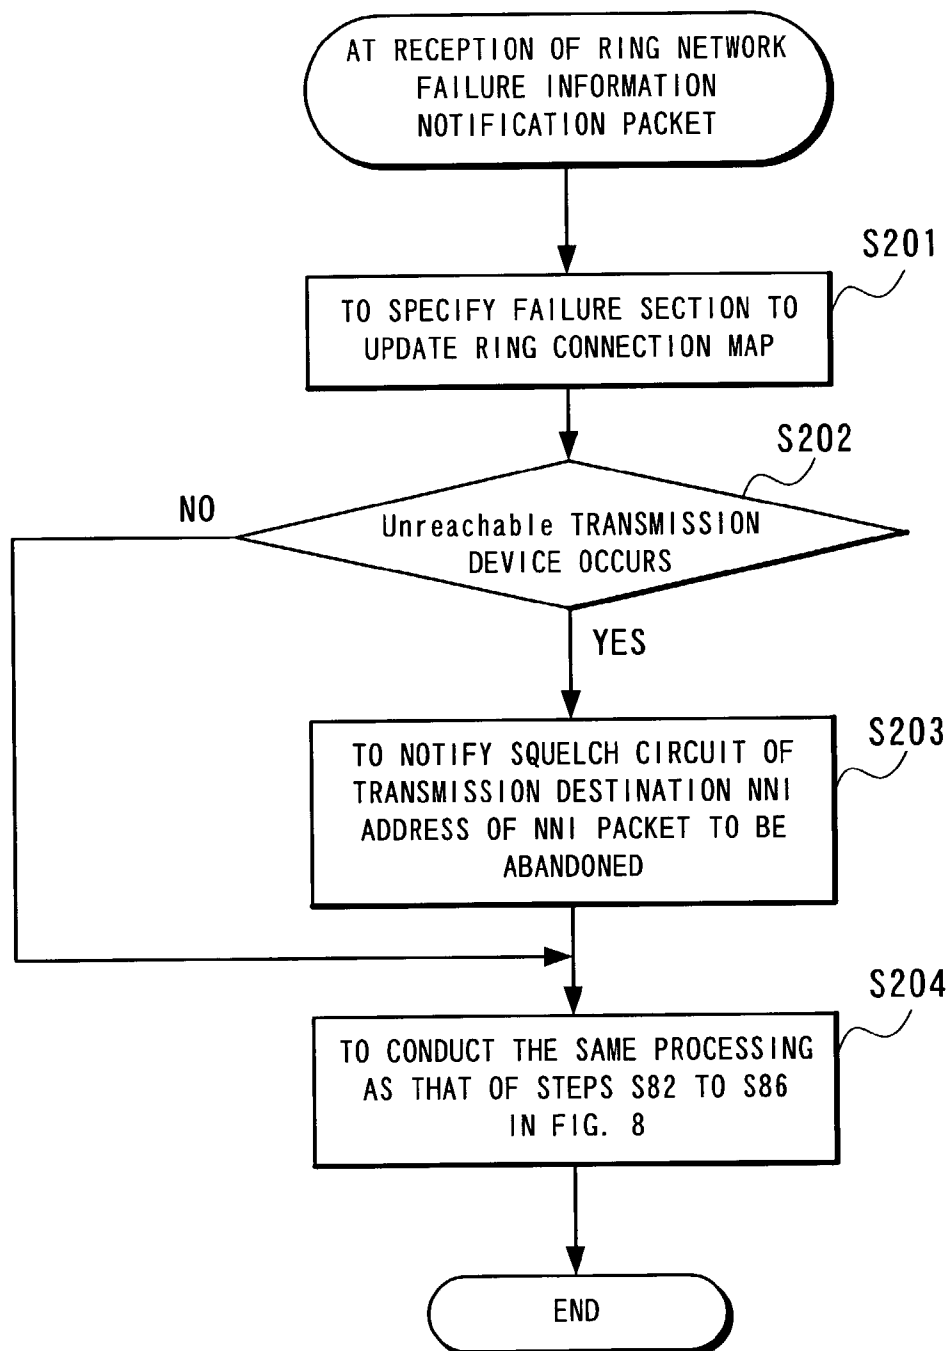 AT RECEPTION OF RING NETWORK
FAILURE INFORMATION
NOTIFICATION PACKET
S201
TO SPECIFY FAILURE SECTION TO
UPDATE RING CONNECTION MAP
S202
NO
Unreachable TRANSMISSION
DEVICE OCCURS
YES
S203
TO NOTIFY SQUELCH CIRCUIT OF
TRANSMISSION DESTINATION NNI
ADDRESS OF NNI PACKET TO BE
ABANDONED
S204
TO CONDUCT THE SAME PROCESSING
AS THAT OF STEPS S82 TO S86
IN FIG. 8
END